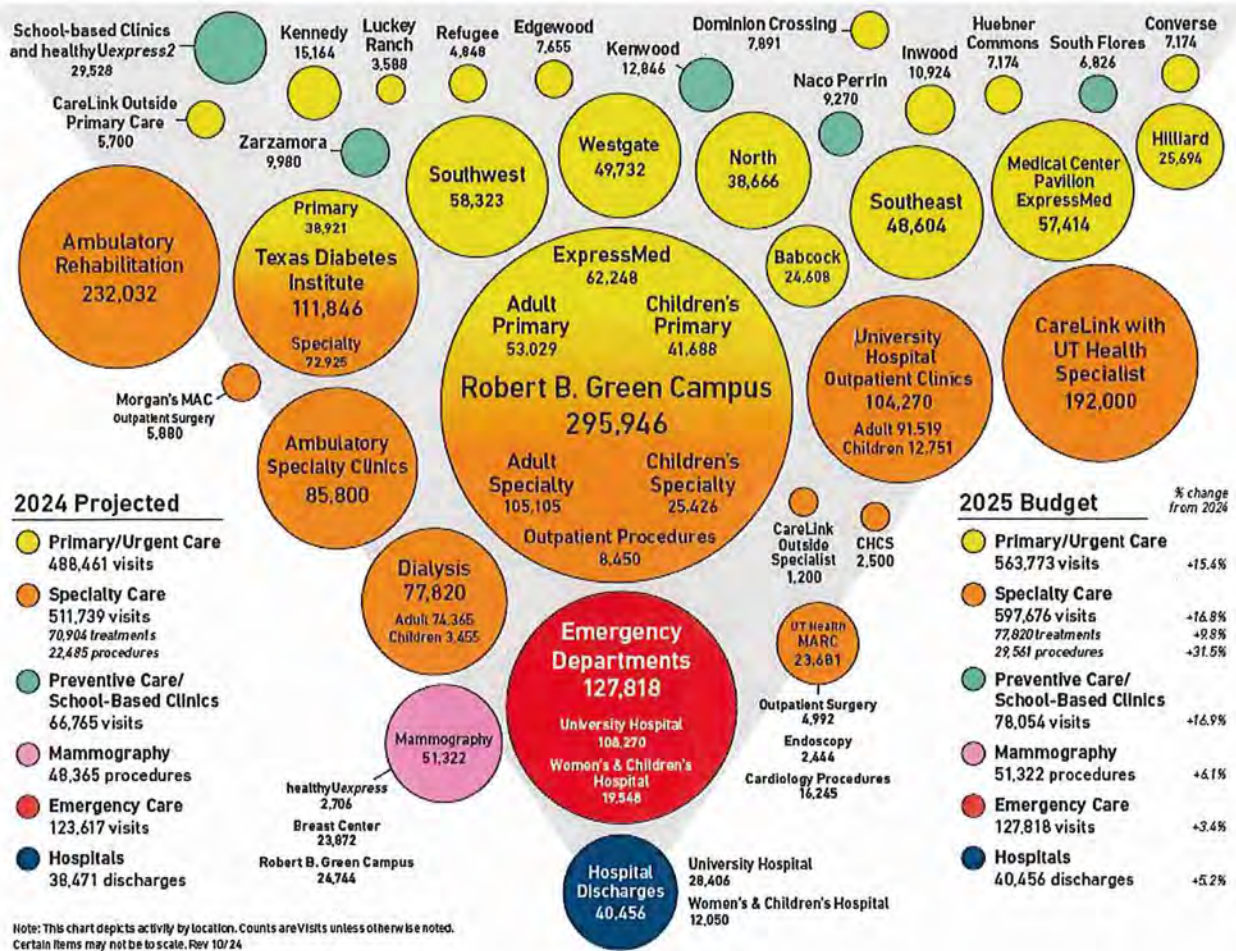 School-based Clinics
and healthyUexpress2
29,528
Kennedy
15,164
Luckey
Ranch
3,588
Refugee
4,848
Edgewood
7,655
Kenwood
12,846
Dominion Crossing
7,891
Inwood
10,924
Huebner
Commons
7,174
South Flores
6,826
Converse
7,174
CareLink Outside
Primary Care
5,700
Zarzamora
9,980
Naco Perrin
9,270
Southwest
58,323
Westgate
49,732
North
38,666
Southeast
48,604
Medical Center
Pavilion
ExpressMed
57,414
Hilliard
25,694
Ambulatory
Rehabilitation
232,032
Primary
38,921
Texas Diabetes
Institute
111,846
Specialty
72,925
ExpressMed
62,248
Adult
Primary
53,029
Children's
Primary
41,688
Robert B. Green Campus
295,946
Adult
Specialty
105,105
Children's
Specialty
25,426
Outpatient Procedures
8,450
Babcock
24,608
University
Hospital
Outpatient Clinics
104,270
Adult 91,519
Children 12,751
CareLink with
UT Health
Specialist
192,000
Morgan's MAC
Outpatient Surgery
5,880
Ambulatory
Specialty Clinics
85,800
CareLink
Outside
Specialist
1,200
CHCS
2,500
Dialysis
77,820
Adult 74,365
Children 3,455
Emergency
Departments
127,818
University Hospital
108,270
Women's & Children's
Hospital
19,548
UT Health
MARC
23,681
Outpatient Surgery
4,992
Endoscopy
2,444
Cardiology Procedures
16,245
Mammography
51,322
healthyUexpress
2,706
Breast Center
23,872
Robert B. Green Campus
24,744
Hospital
Discharges
40,456
University Hospital
28,406
Women's & Children's Hospital
12,050
2024 Projected
Primary/Urgent Care
488,461 visits
Specialty Care
511,739 visits
70,904 treatments
22,485 procedures
Preventive Care/
School-Based Clinics
66,765 visits
Mammography
48,365 procedures
Emergency Care
123,617 visits
Hospitals
38,471 discharges
2025 Budget
% change
from 2024
Primary/Urgent Care
563,773 visits +15.4%
Specialty Care
597,676 visits +16.8%
77,820 treatments +9.8%
29,561 procedures +31.5%
Preventive Care/
School-Based Clinics
78,054 visits +16.9%
Mammography
51,322 procedures +6.1%
Emergency Care
127,818 visits +3.4%
Hospitals
40,456 discharges +5.2%
Note: This chart depicts activity by location. Counts are Visits unless otherwise noted.
Certain items may not be to scale. Rev 10/24